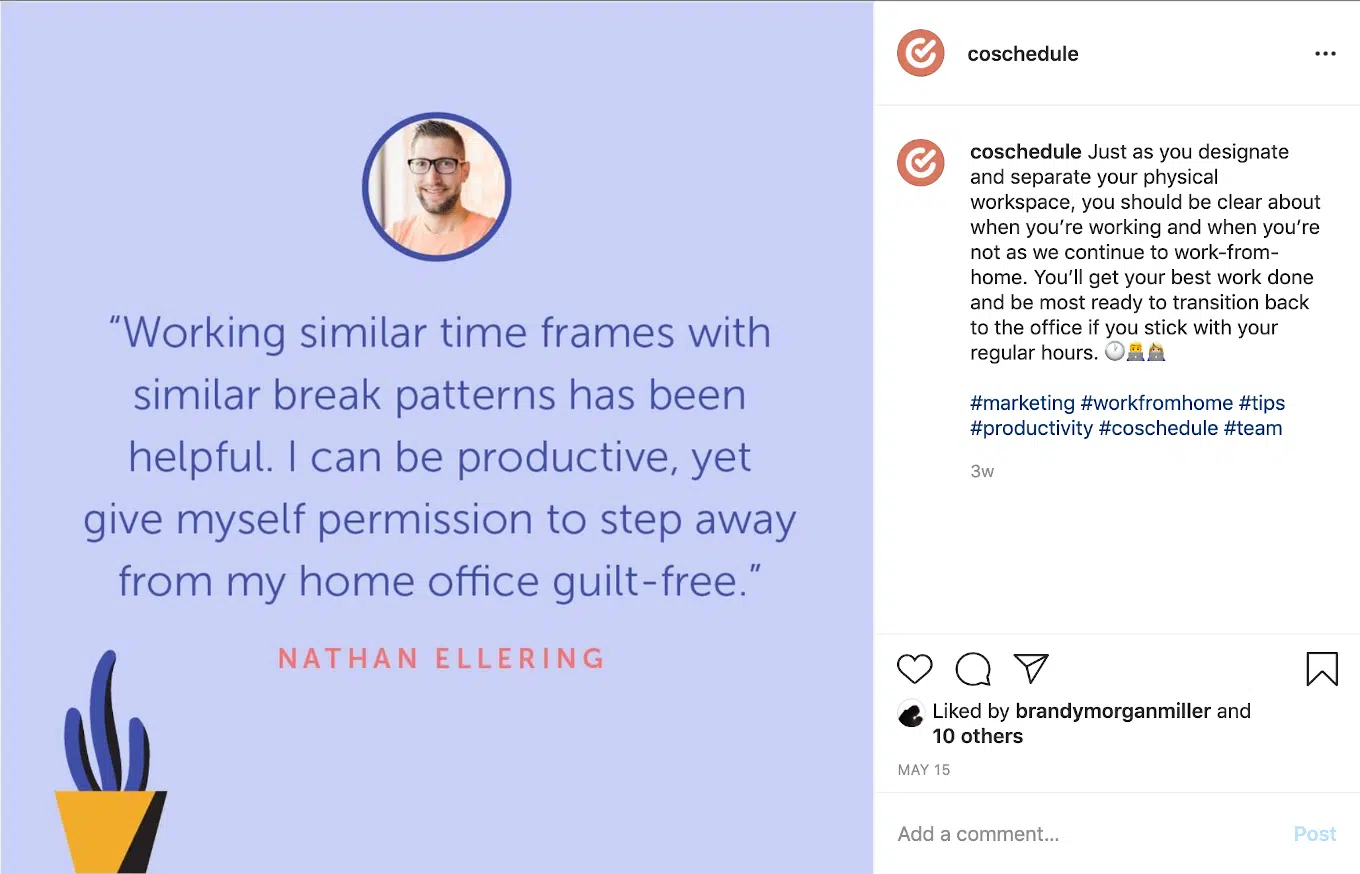 “Working similar time frames with
similar break patterns has been
helpful. I can be productive, yet
give myself permission to step away
from my home office guilt-free.”
NATHAN ELLERING
coschedule
coschedule Just as you designate
and separate your physical
workspace, you should be clear about
when you’re working and when you’re
not as we continue to work-from-
home. You’ll get your best work done
and be most ready to transition back
to the office if you stick with your
regular hours. 🕐👨‍💻👩‍💻
#marketing #workfromhome #tips
#productivity #coschedule #team
3w
Liked by brandymorganmiller and
10 others
MAY 15
Add a comment...
Post